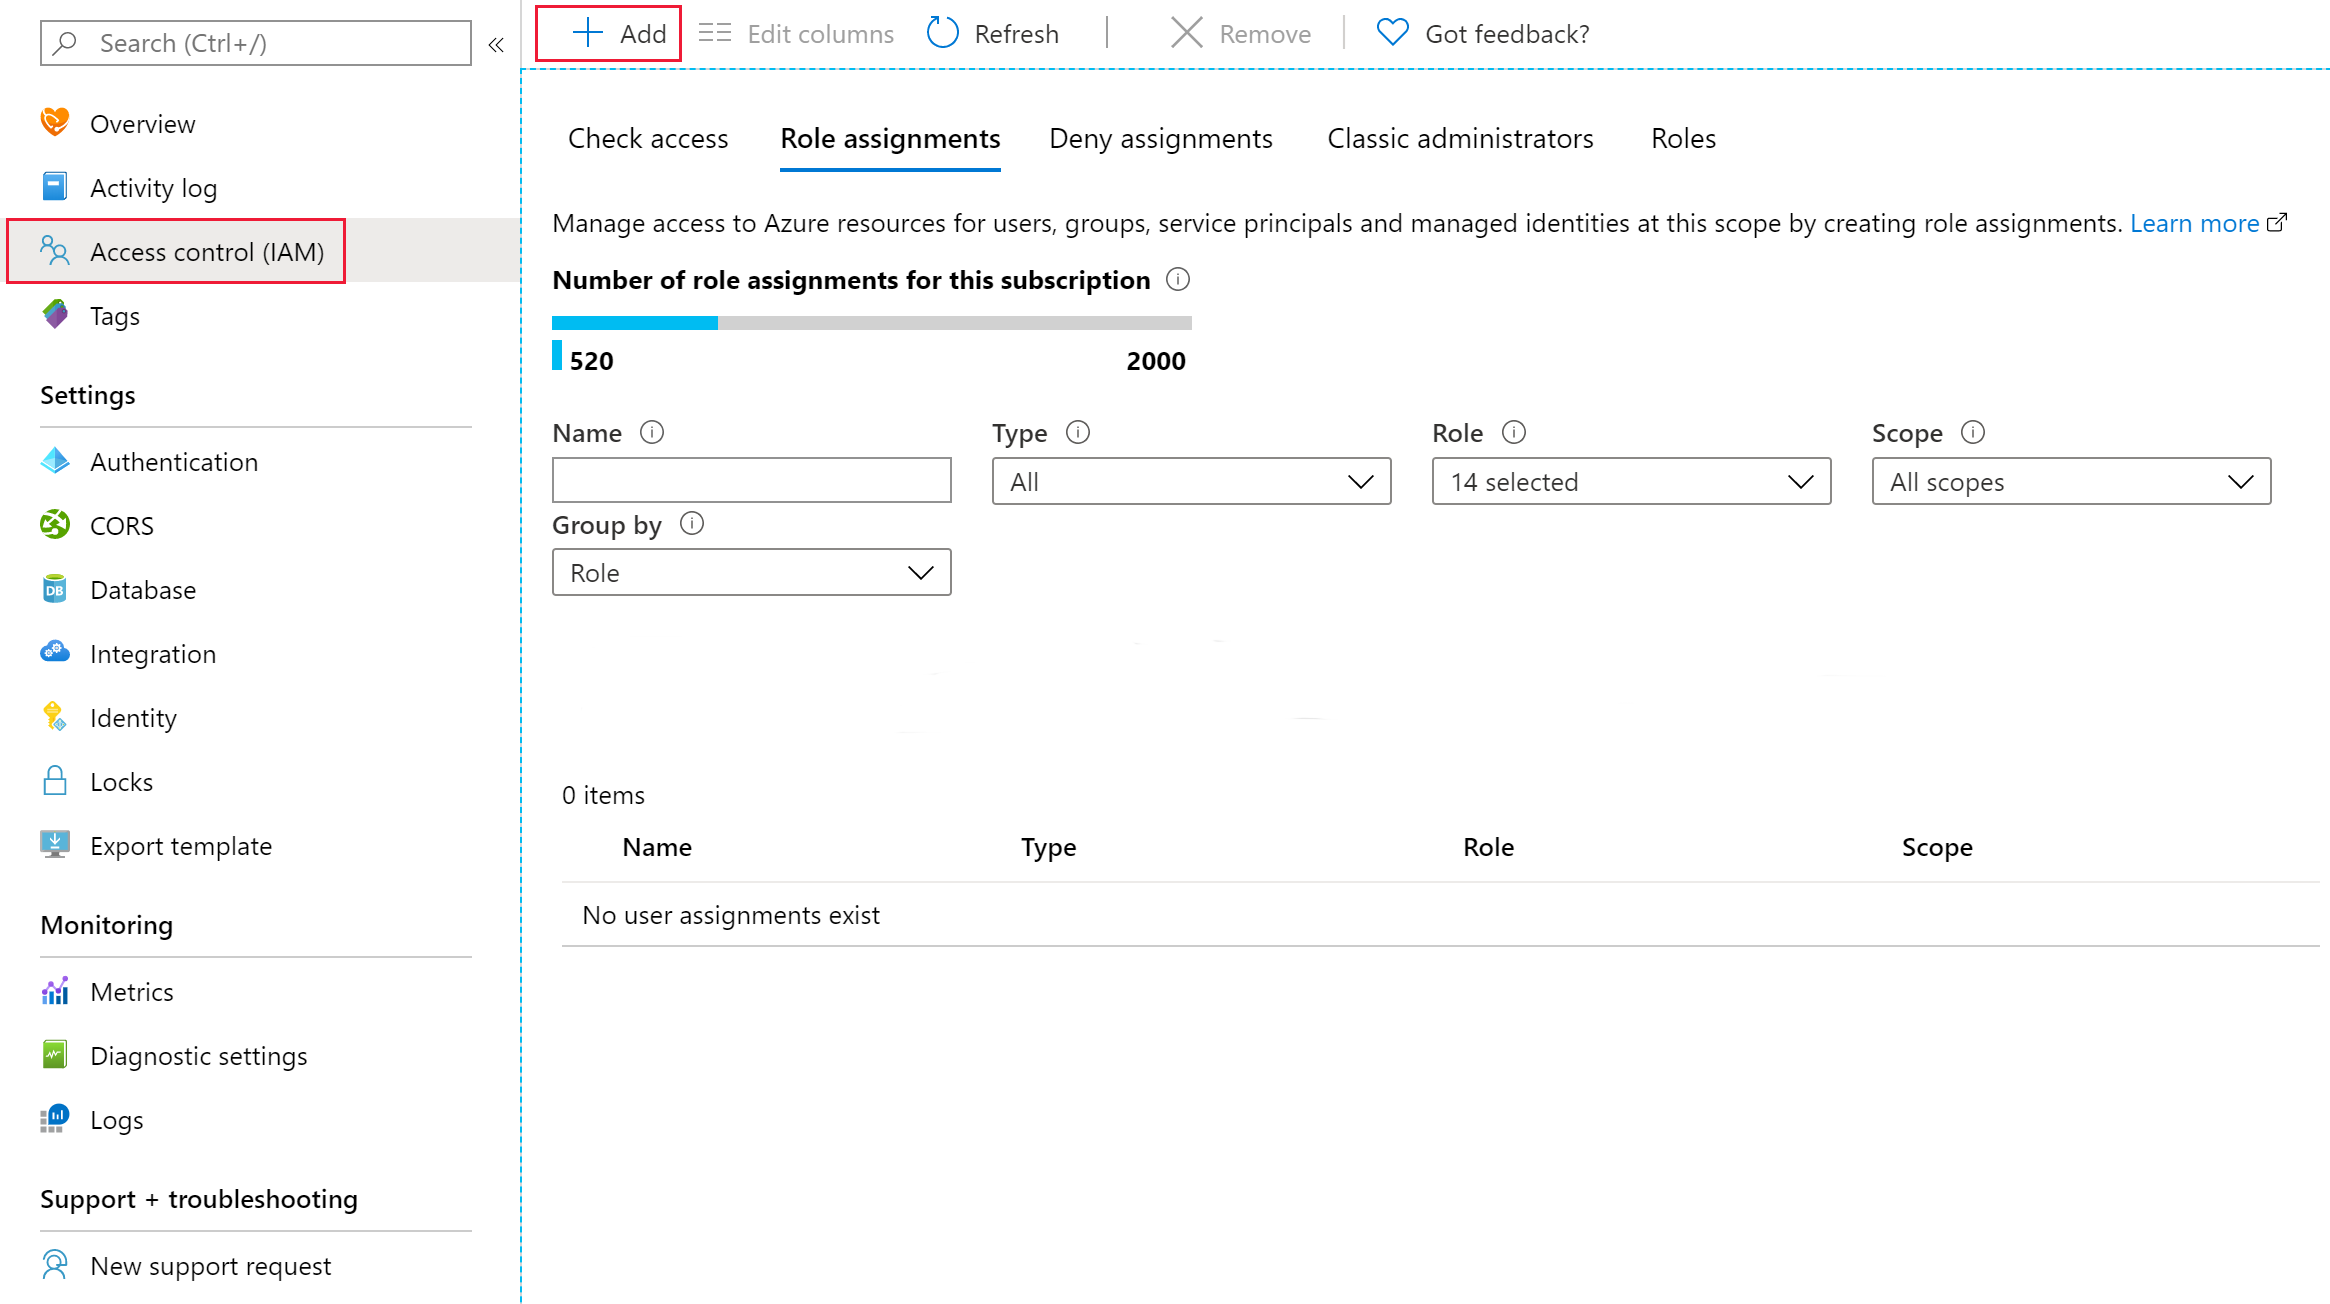 Search (Ctrl+/)
«
Overview
Activity log
Access control (IAM)
Tags
Settings
Authentication
CORS
DB
Database
Integration
Identity
Locks
Export template
Monitoring
Metrics
Diagnostic settings
Logs
Support + troubleshooting
New support request
Add Edit columns Refresh Remove Got feedback?
Check access Role assignments Deny assignments Classic administrators Roles
Manage access to Azure resources for users, groups, service principals and managed identities at this scope by creating role assignments. Learn more
Number of role assignments for this subscription
520 2000
Name Type Role Scope
All 14 selected All scopes
Group by
Role
0 items
Name Type Role Scope
No user assignments exist